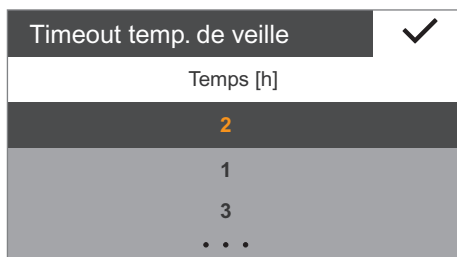 Timeout temp. de veille
Temps [h]
2
1
3
• • •